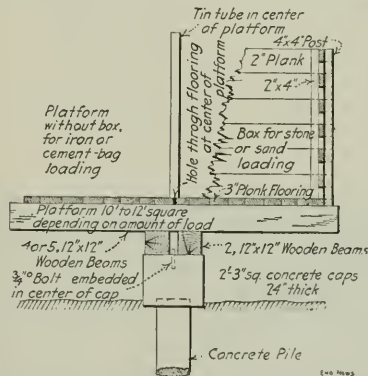 Tin tube in center
of platform
4"x4" Post
2" Plank
2"x4"
Hole throgh flooring
at center of
platform
Platform
without box,
for iron or
cement-bag
loading
Box for stone
or sand
loading
3" Plonk Flooring
Platform 10' to 12' square
depending on amount of load
4 or 5, 12"x12"
Wooden Beams
2, 12"x12" Wooden Beams
3/4"° Bolt embedded
in center of cap
2'-3" sq. concrete caps
24" thick
Concrete Pile